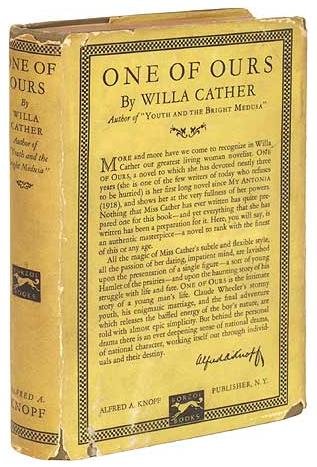 ONE OF
OURS
By
WILLA
CATHER
Author of
"Youth and the
Bright Medusa"
BORZOI
BOOKS
ALFRED A.
KNOPF
ONE OF OURS
By WILLA CATHER
Author of "YOUTH AND THE BRIGHT MEDUSA"
MORE and more have we come to recognize in Willa
Cather our greatest living woman novelist. ONE
OF OURS, a novel to which she has devoted nearly three
years (she is one of the few writers of today who refuses
to be hurried) is her first long novel since MY ANTONIA
(1918), and shows her at the very fullness of her powers.
Nothing that Miss Cather has ever written has quite pre-
pared one for this book—and yet everything she has
written has been a preparation for it. Here, you will say, is
an authentic masterpiece—a novel to rank with the finest
of this or any age.
All the magic of Miss Cather's subtle and flexible style,
all the passion of her daring, impatient mind, are lavished
upon the presentation of a single figure—a sort of young
Hamlet of the prairies—and upon the haunting story of his
struggle with life and fate. ONE OF OURS is the intimate
story of a young man's life. Claude Wheeler's stormy
youth, his enigmatic marriage, and the final adventure
which releases the baffled energy of the boy's nature, are
told with almost epic simplicity. But behind the personal
drama there is an ever deepening sense of national drama,
of national character, working itself out through individ-
uals and their destiny.
Alfred A. Knopf
ALFRED A. KNOPF
BORZOI
BOOKS
PUBLISHER, N.Y.